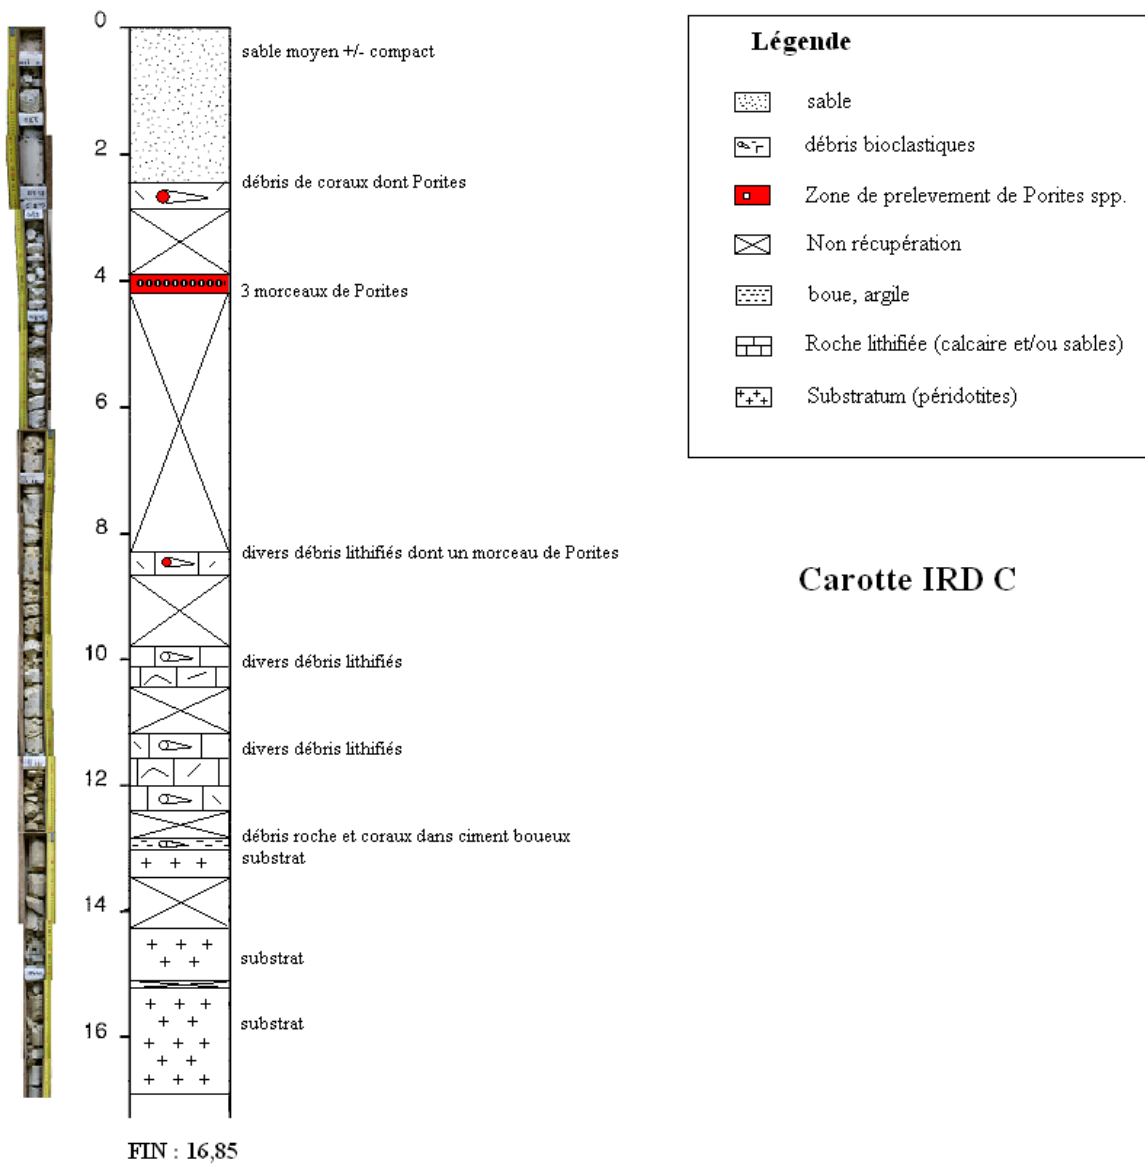 0
sable moyen +/- compact
2
débris de coraux dont Porites
4
3 morceaux de Porites
6
8
divers débris lithifiés dont un morceau de Porites
10
divers débris lithifiés
divers débris lithifiés
12
débris roche et coraux dans ciment boueux
substrat
14
substrat
substrat
16
FIN : 16,85
Légende
sable
débris bioclastiques
Zone de prelevement de Porites spp.
Non récupération
boue, argile
Roche lithifiée (calcaire et/ou sables)
Substratum (péridotites)
Carotte IRD C